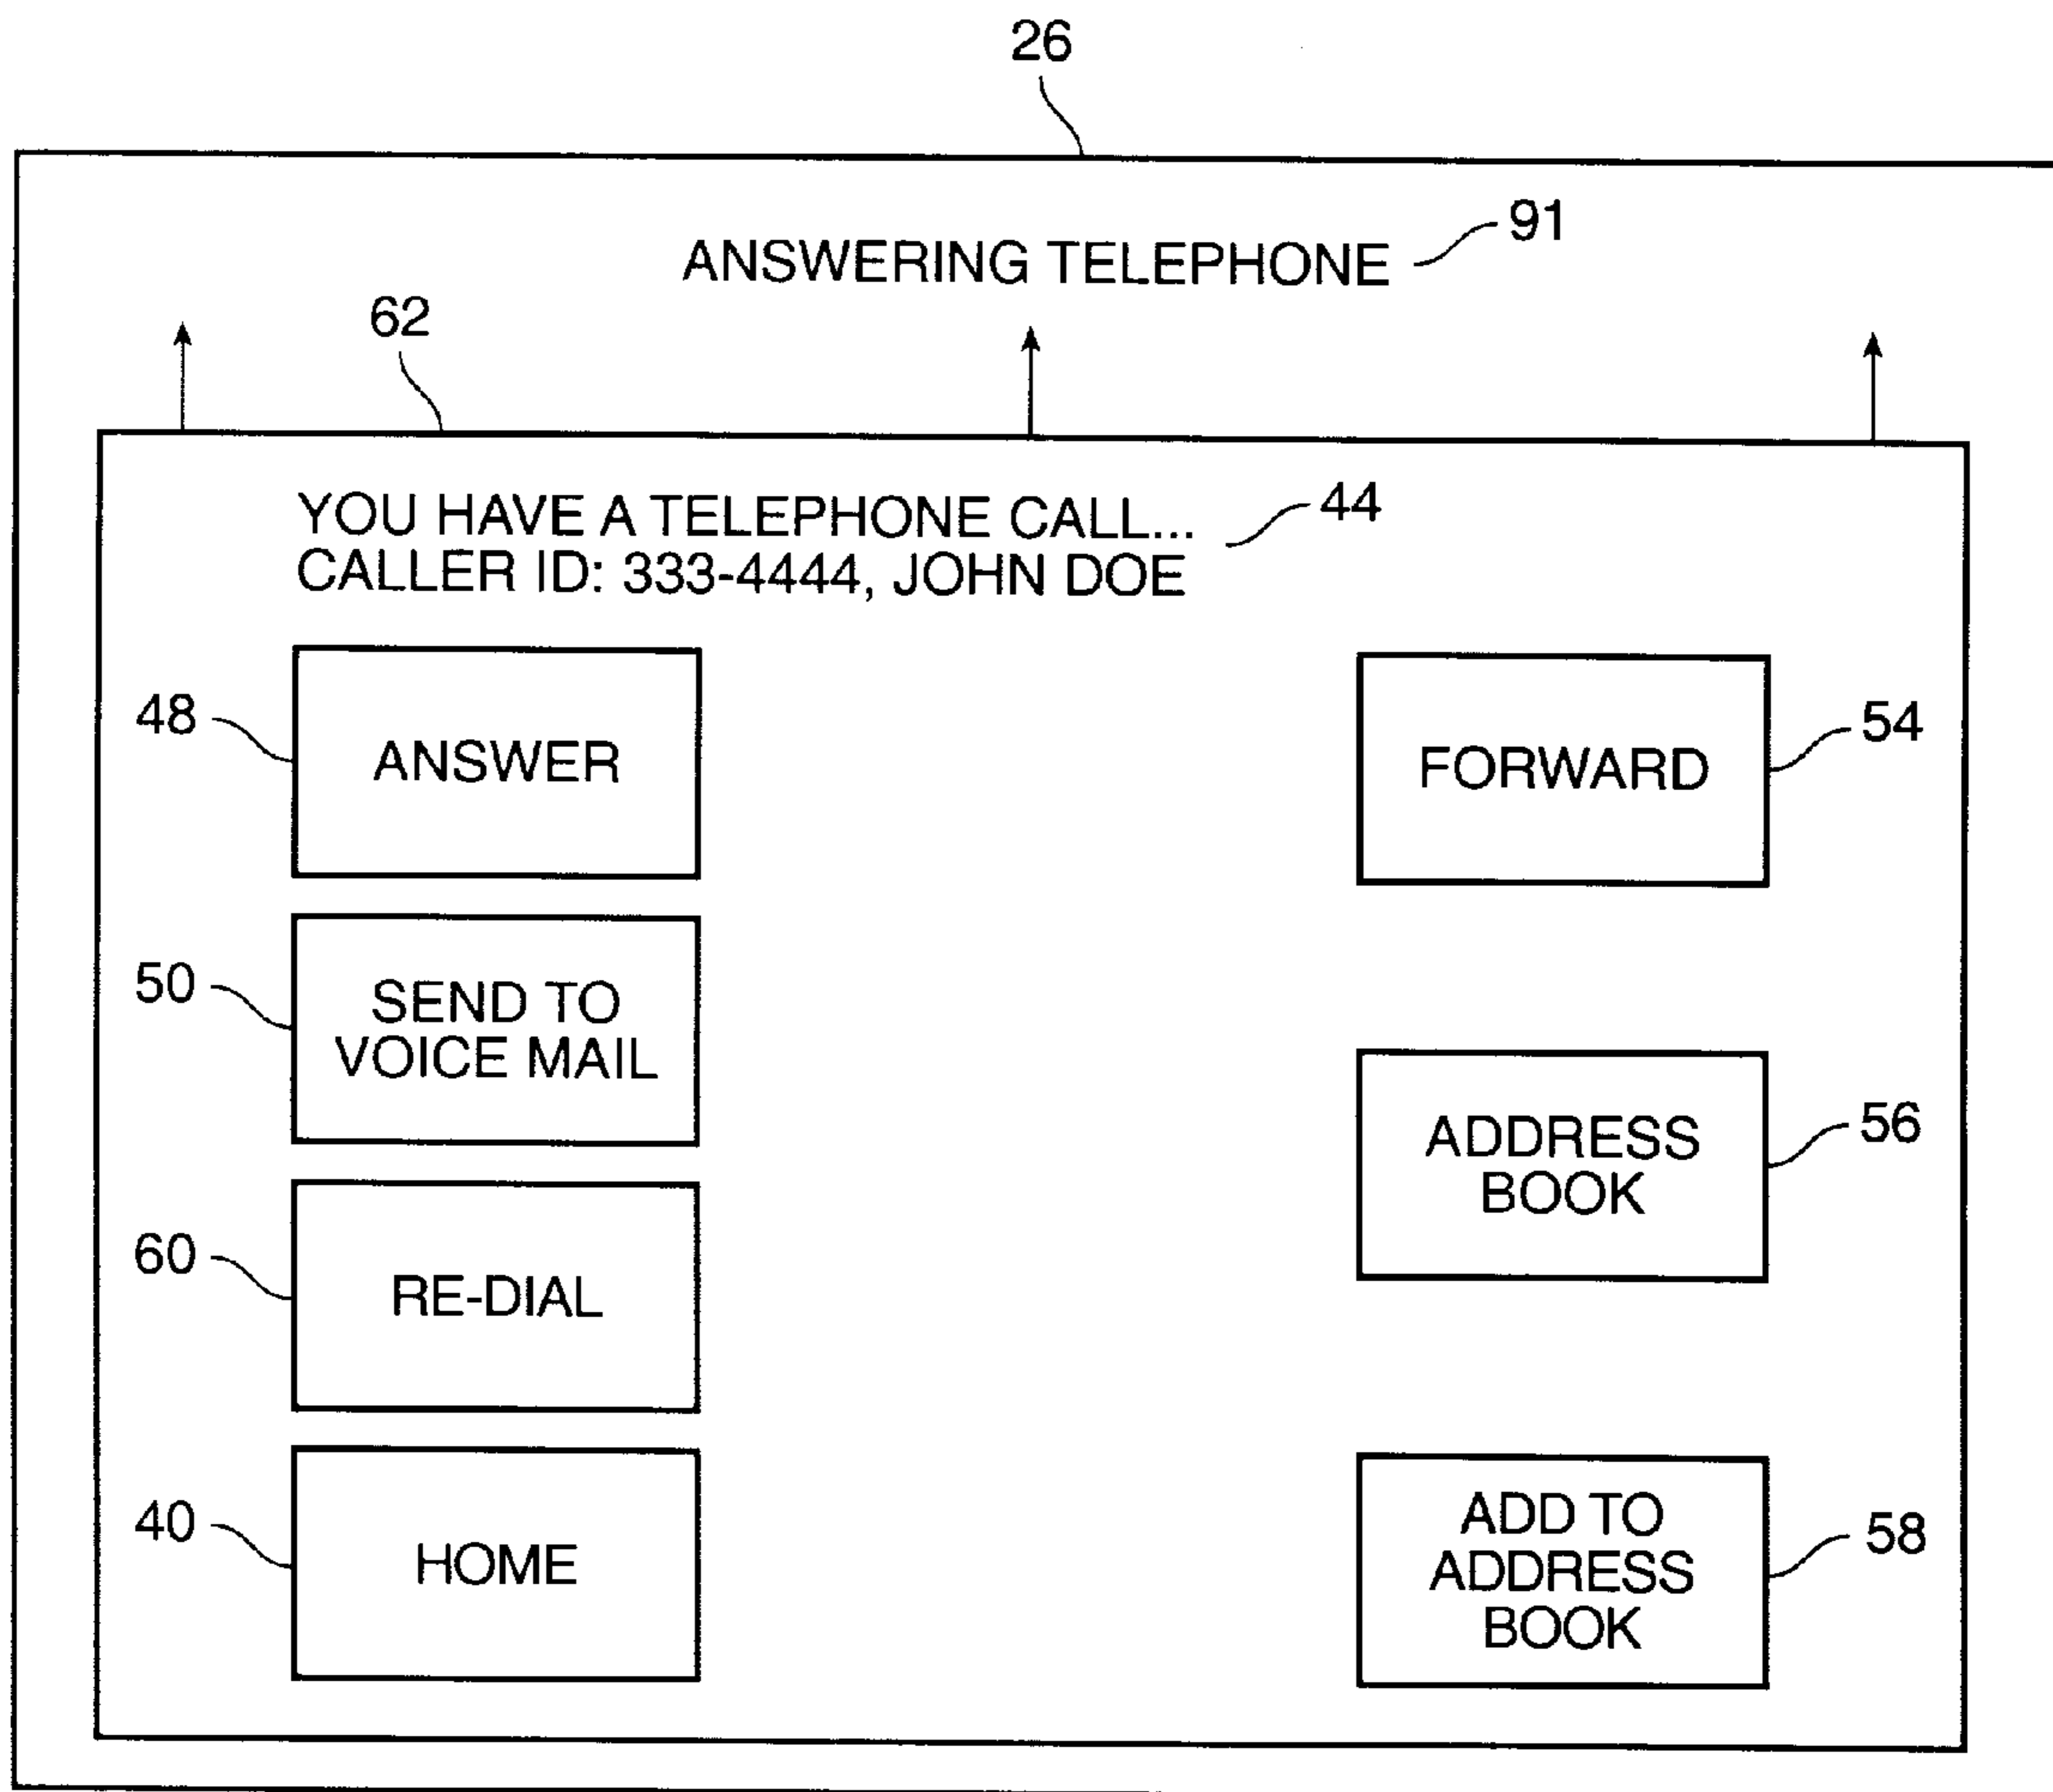 26
ANSWERING TELEPHONE
91
62
YOU HAVE A TELEPHONE CALL...
CALLER ID: 333-4444, JOHN DOE
44
48
ANSWER
FORWARD
54
50
SEND TO
VOICE MAIL
ADDRESS
BOOK
56
60
RE-DIAL
40
HOME
ADD TO
ADDRESS
BOOK
58